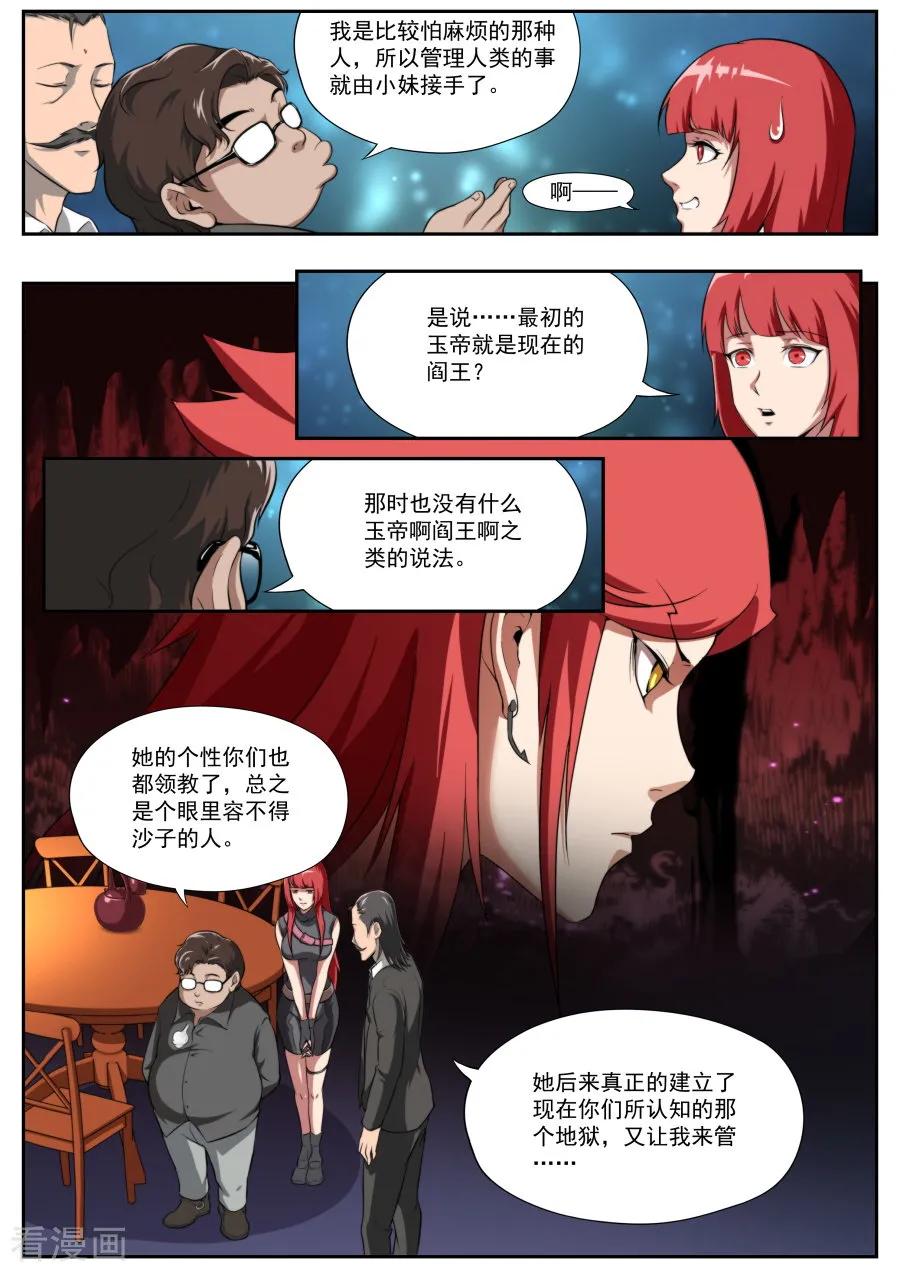 我是比较怕麻烦的那种
人，所以管理人类的事
就由小妹接手了。
啊——
是说······最初的
玉帝就是现在的
阎王？
那时也没有什么
玉帝啊阎王啊之
类的说法。
她的个性你们也
都领教了，总之
是个眼里容不得
沙子的人。
她后来真正的建立了
现在你们所认知的那
个地狱，又让我来管
······
看漫画